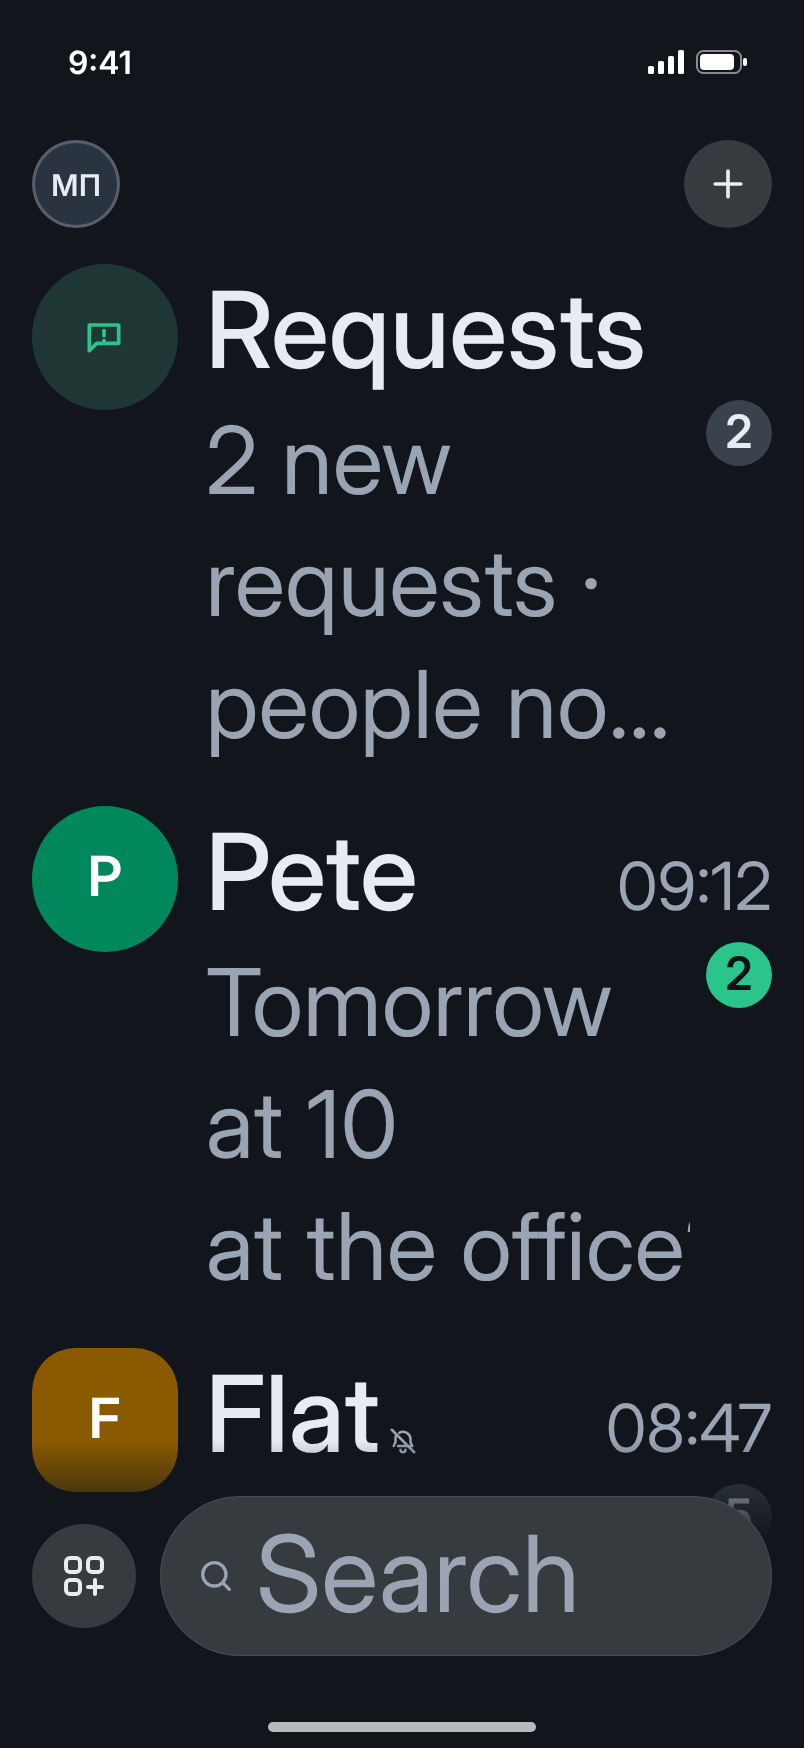 9:41
МП
Requests
2 new
2
requests ·
people no...
P
Pete
09:12
Tomorrow
2
at 10
at the office
F
Flat
08:47
5
Search